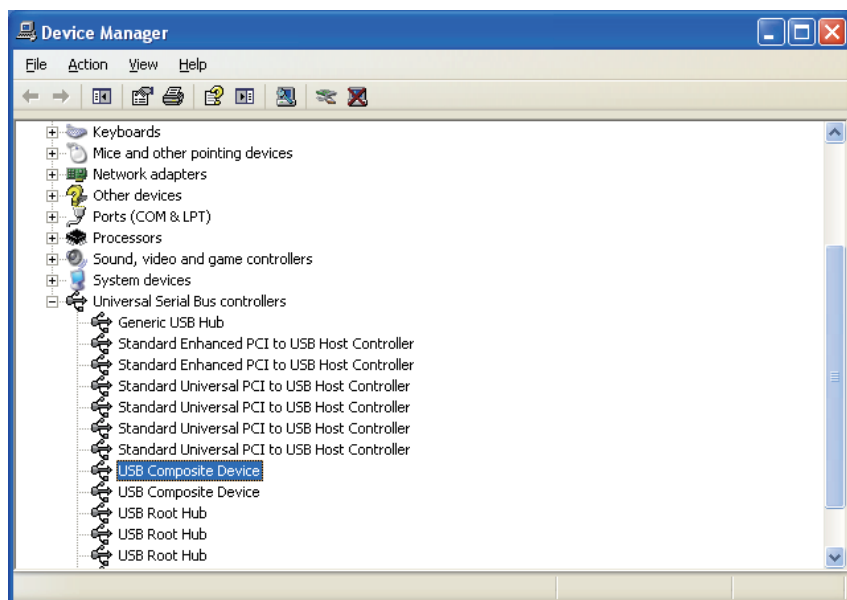 Device Manager
File Action View Help
Keyboards
Mice and other pointing devices
Network adapters
Other devices
Ports (COM & LPT)
Processors
Sound, video and game controllers
System devices
Universal Serial Bus controllers
Generic USB Hub
Standard Enhanced PCI to USB Host Controller
Standard Enhanced PCI to USB Host Controller
Standard Universal PCI to USB Host Controller
Standard Universal PCI to USB Host Controller
Standard Universal PCI to USB Host Controller
Standard Universal PCI to USB Host Controller
USB Composite Device
USB Composite Device
USB Root Hub
USB Root Hub
USB Root Hub